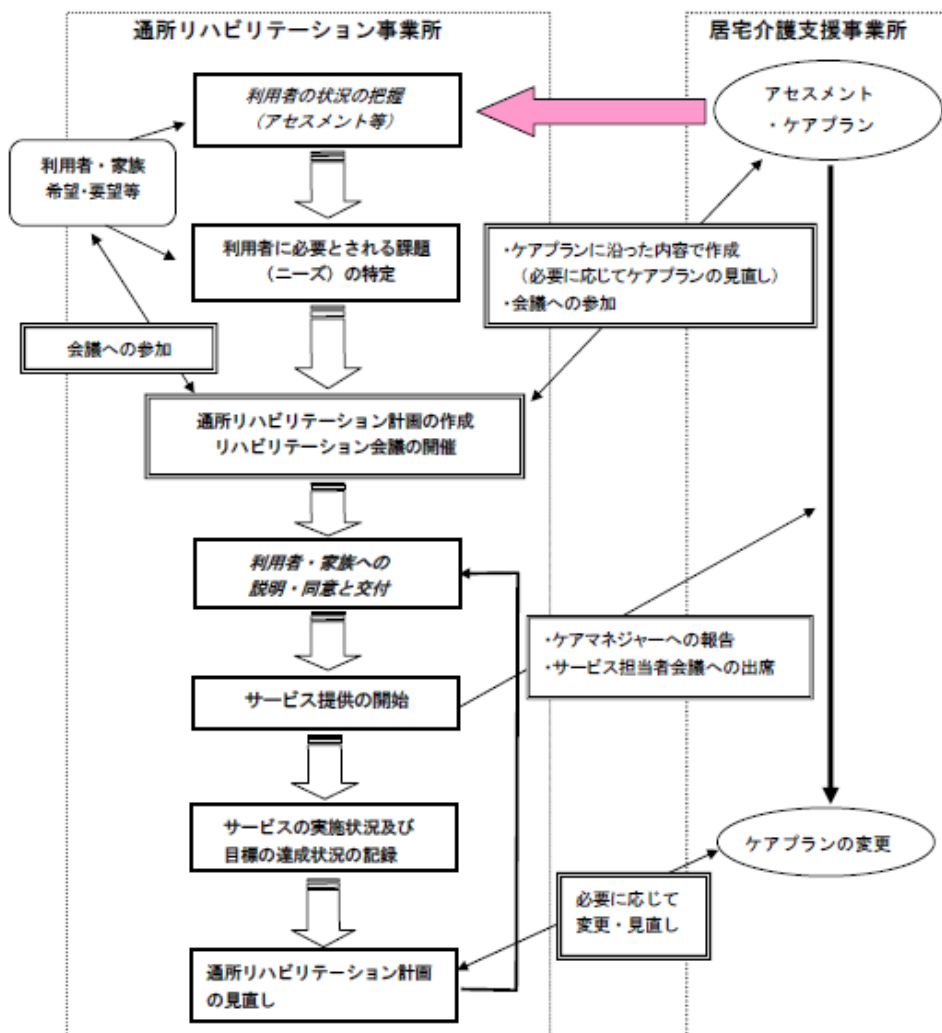 通所リハビリテーション事業所
居宅介護支援事業所
利用者の状況の把握
（アセスメント等）
アセスメント
・ケアプラン
利用者・家族
希望・要望等
利用者に必要とされる課題
（ニーズ）の特定
・ケアプランに沿った内容で作成
（必要に応じてケアプランの見直し）
・会議への参加
会議への参加
通所リハビリテーション計画の作成
リハビリテーション会議の開催
利用者・家族への
説明・同意と交付
・ケアマネジャーへの報告
・サービス担当者会議への出席
サービス提供の開始
サービスの実施状況及び
目標の達成状況の記録
ケアプランの変更
必要に応じて
変更・見直し
通所リハビリテーション計画
の見直し